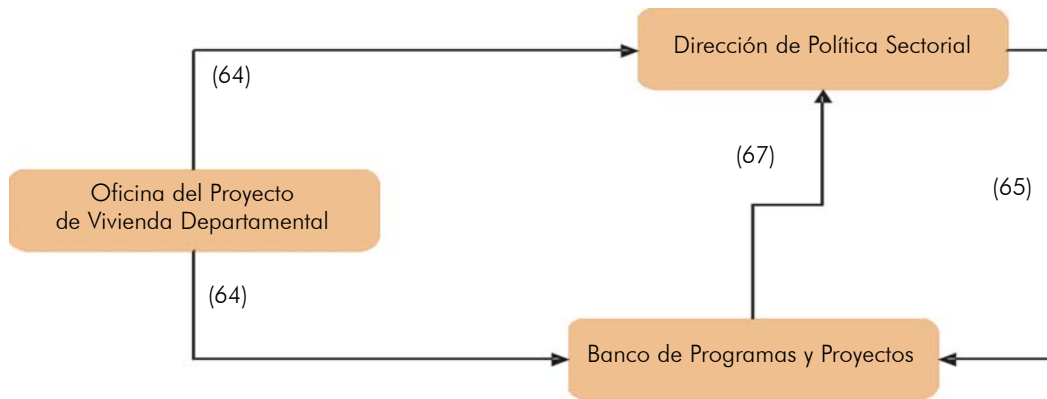 Dirección de Política Sectorial
(64)
(67)
Oficina del Proyecto
de Vivienda Departamental
(65)
(64)
Banco de Programas y Proyectos